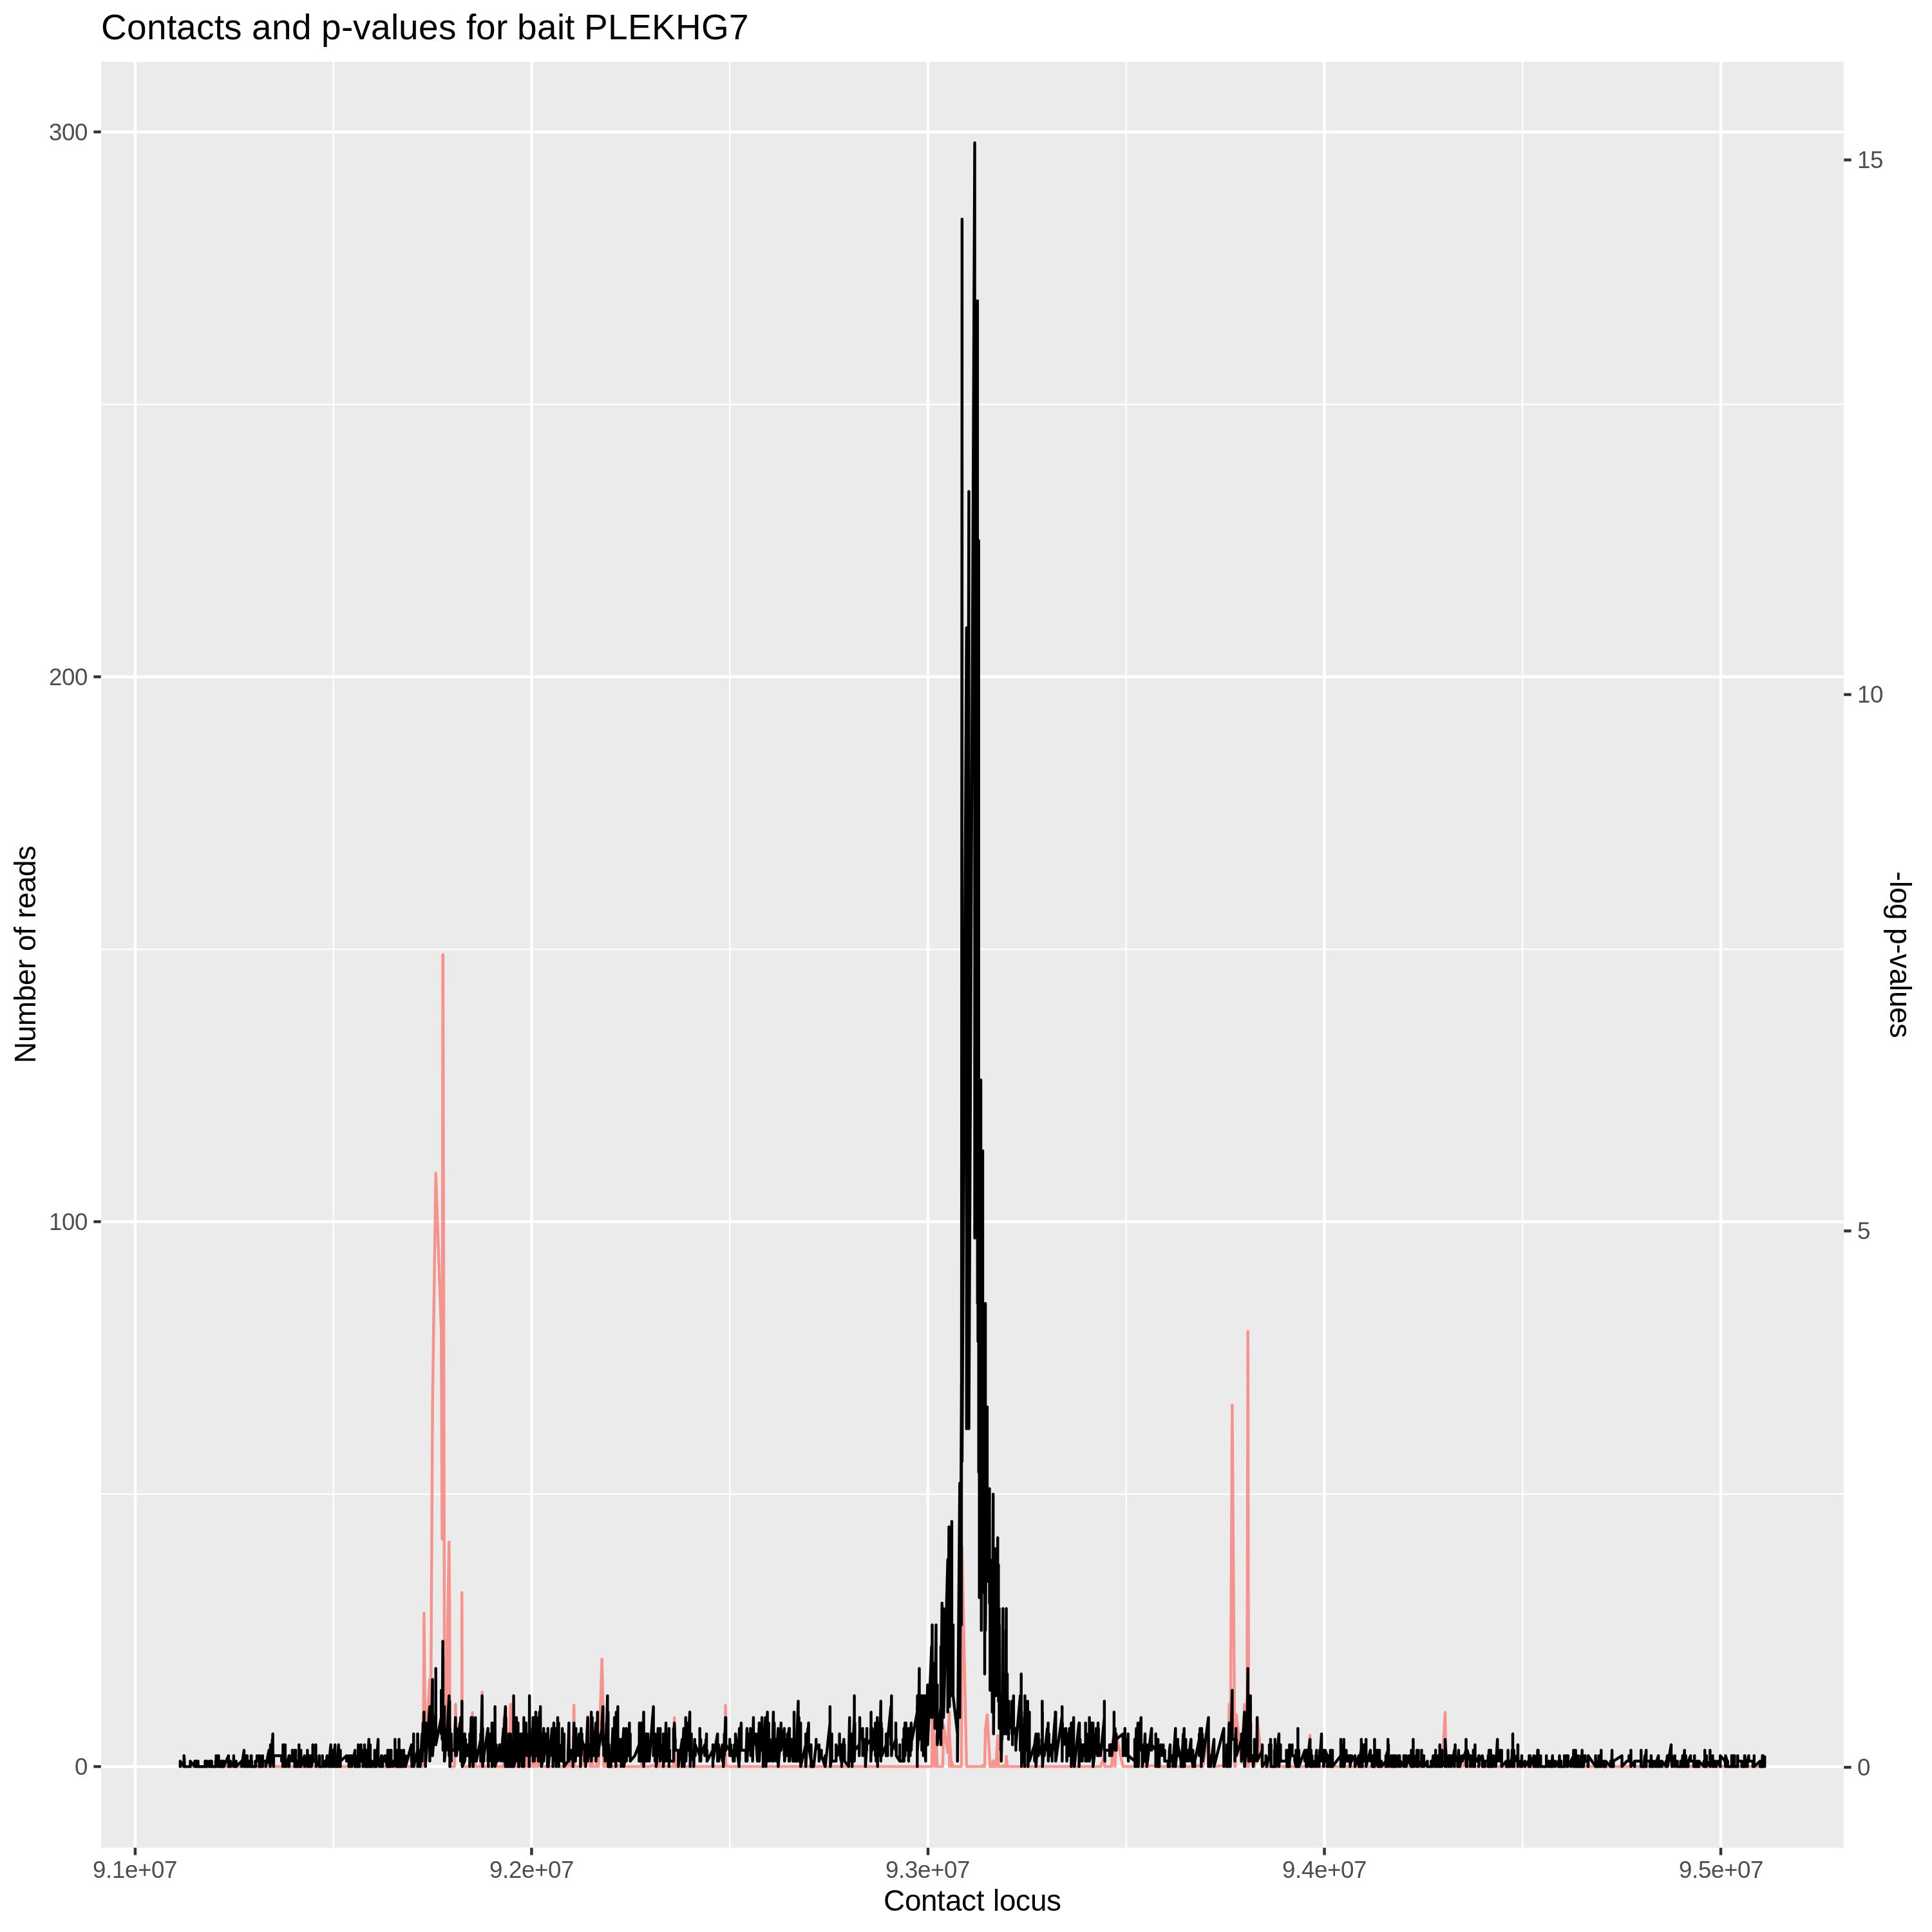 Contacts and p-values for bait PLEKHG7
300
200
100
0
Number of reads
15
10
5
0
-log p-values
9.1e+07
9.2e+07
9.3e+07
9.4e+07
9.5e+07
Contact locus